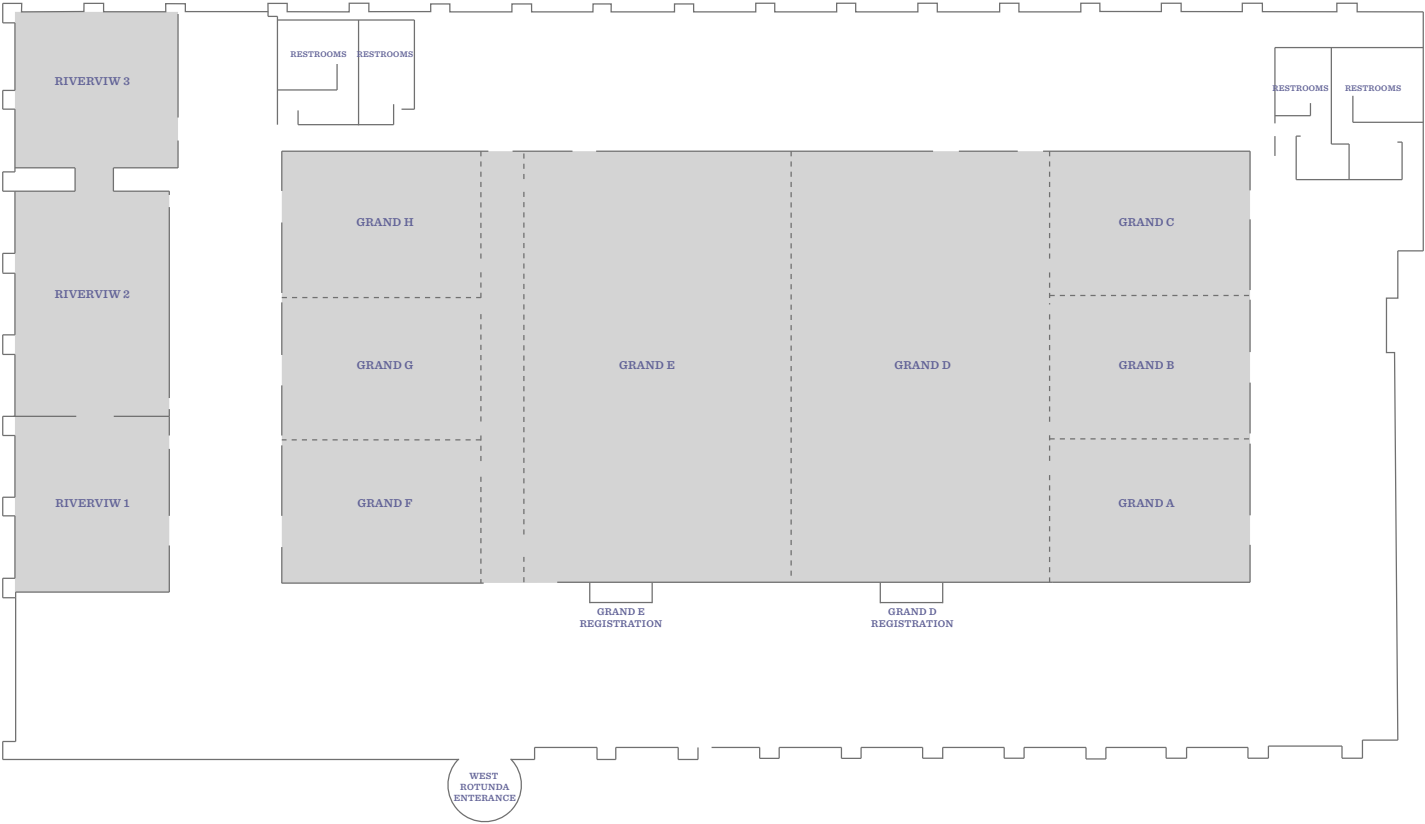 RESTROOMS
RESTROOMS
RIVERVIW 3
RESTROOMS
RESTROOMS
GRAND H
GRAND C
RIVERVIW 2
GRAND G
GRAND E
GRAND D
GRAND B
RIVERVIW 1
GRAND F
GRAND A
GRAND E
REGISTRATION
GRAND D
REGISTRATION
WEST
ROTUNDA
ENTERANCE